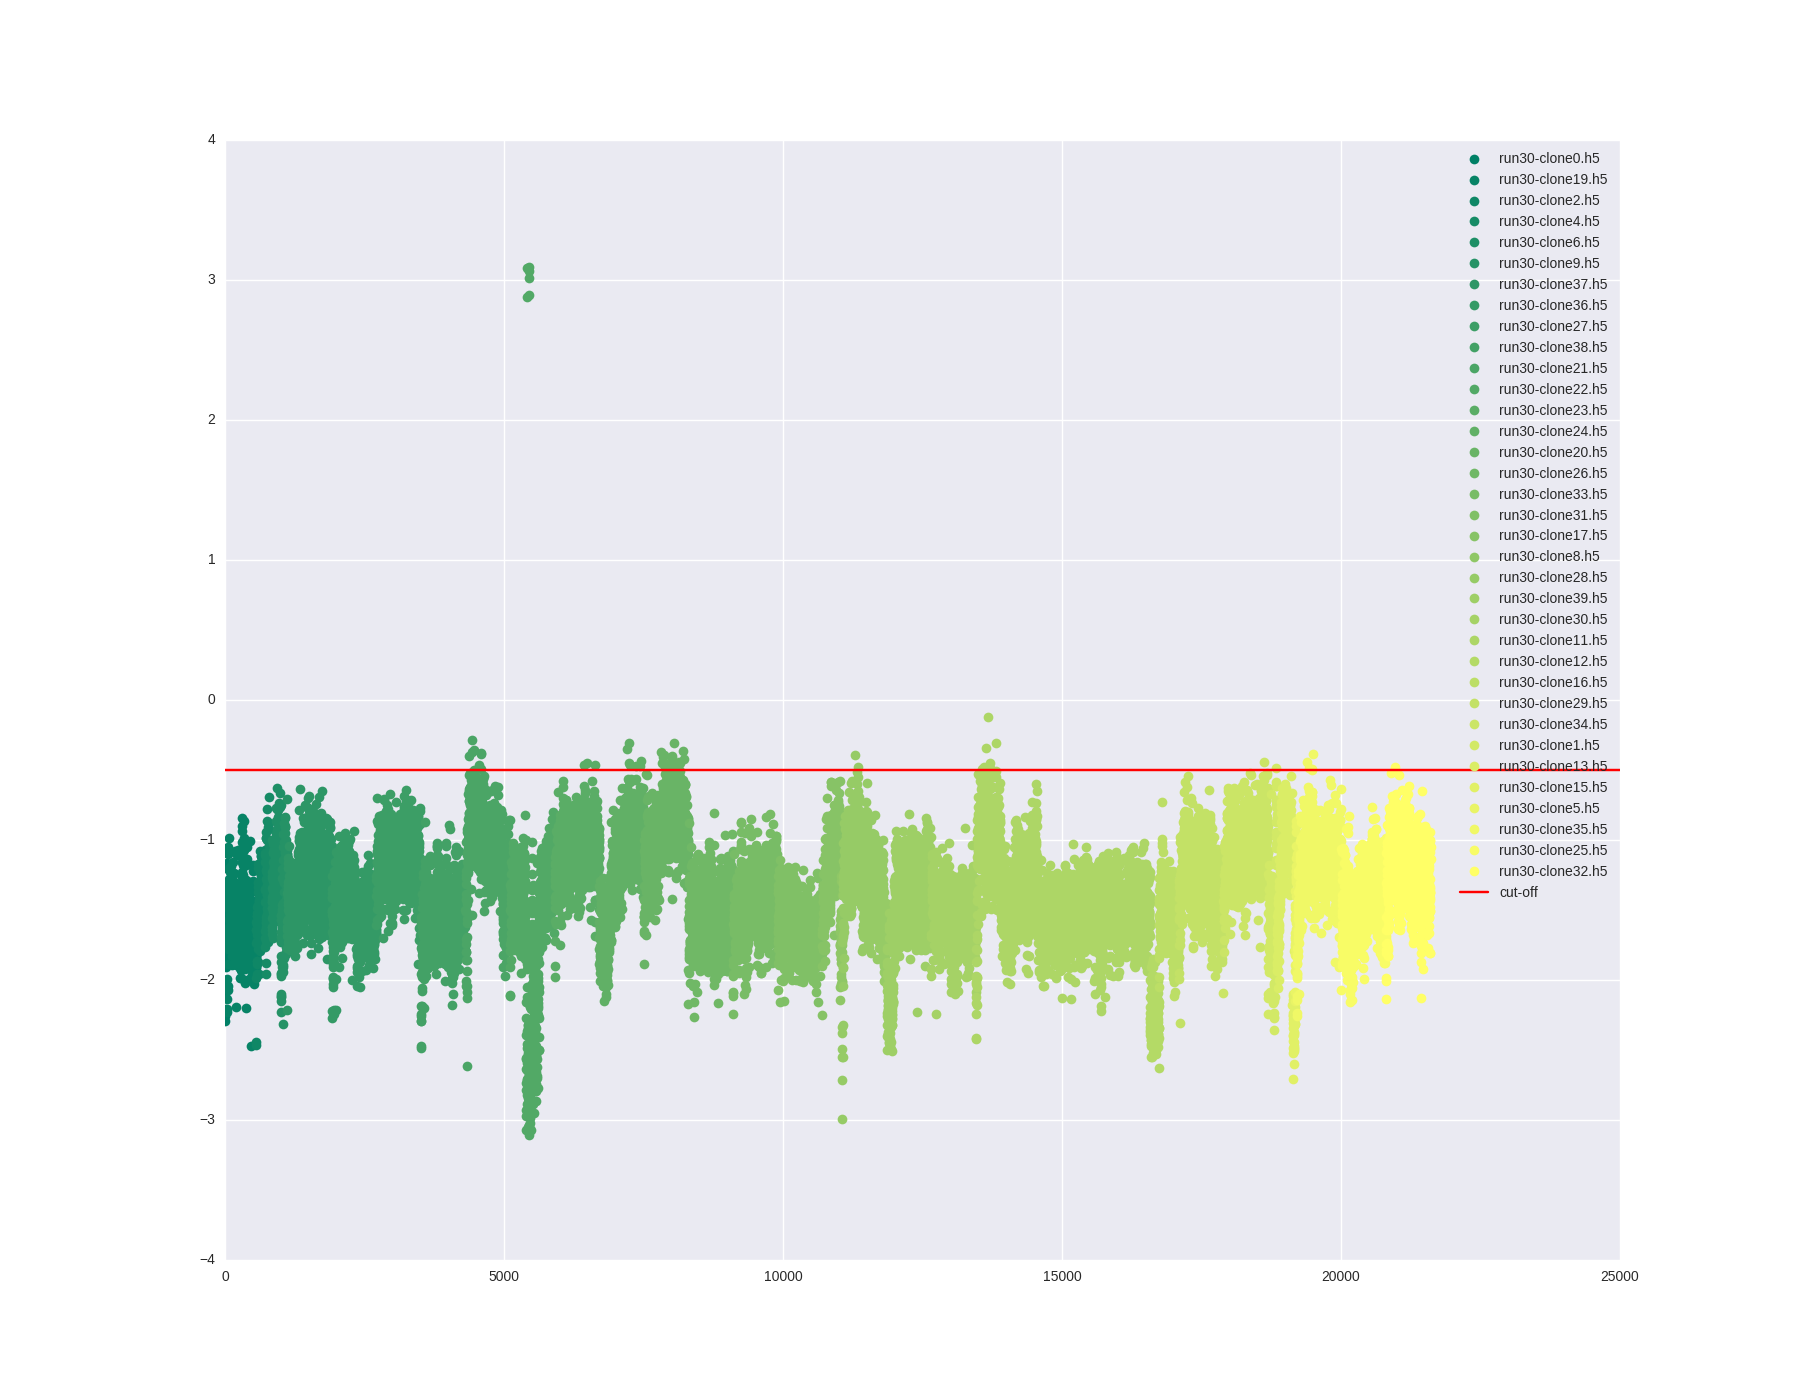 4
3
2
1
0
−1
−2
−3
−4
0
5000
10000
15000
20000
25000
run30-clone0.h5
run30-clone19.h5
run30-clone2.h5
run30-clone4.h5
run30-clone6.h5
run30-clone9.h5
run30-clone37.h5
run30-clone36.h5
run30-clone27.h5
run30-clone38.h5
run30-clone21.h5
run30-clone22.h5
run30-clone23.h5
run30-clone24.h5
run30-clone20.h5
run30-clone26.h5
run30-clone33.h5
run30-clone31.h5
run30-clone17.h5
run30-clone8.h5
run30-clone28.h5
run30-clone39.h5
run30-clone30.h5
run30-clone11.h5
run30-clone12.h5
run30-clone16.h5
run30-clone29.h5
run30-clone34.h5
run30-clone1.h5
run30-clone13.h5
run30-clone15.h5
run30-clone5.h5
run30-clone35.h5
run30-clone25.h5
run30-clone32.h5
cut-off